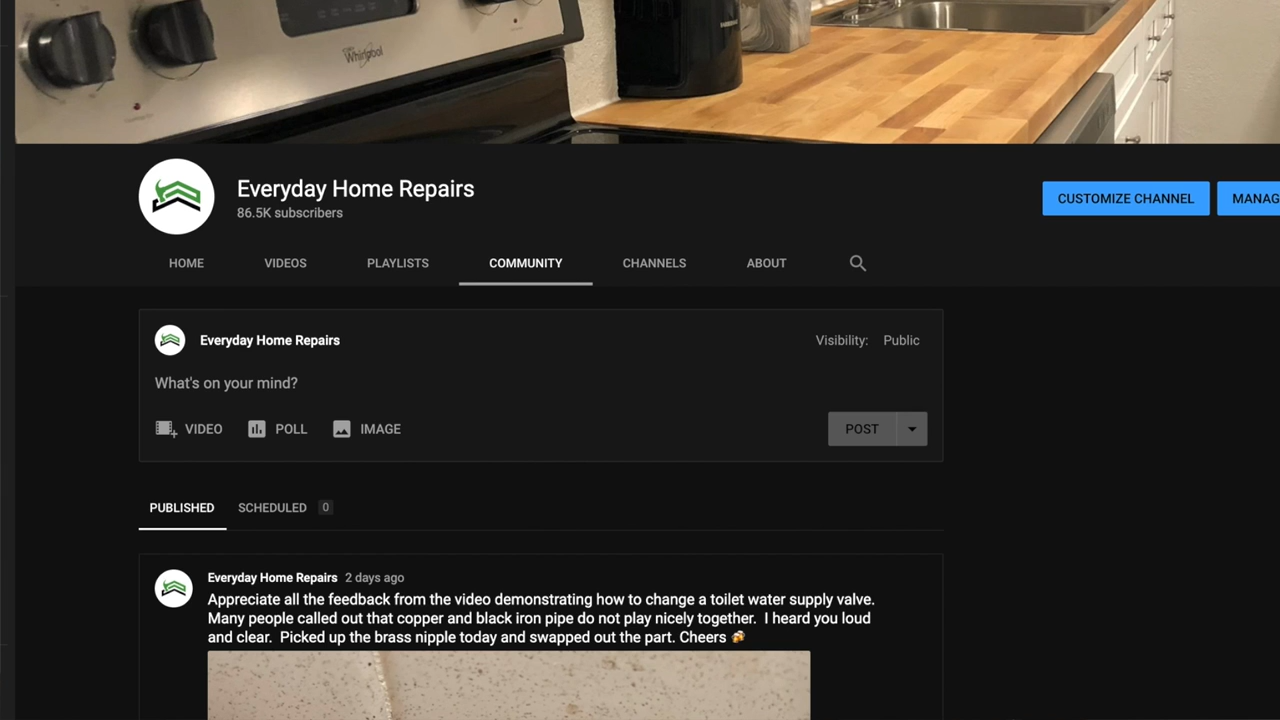 Whirlpool
Everyday Home Repairs
86.5K subscribers
CUSTOMIZE CHANNEL
MANAG
HOME
VIDEOS
PLAYLISTS
COMMUNITY
CHANNELS
ABOUT
Everyday Home Repairs
Visibility: Public
What's on your mind?
VIDEO
POLL
IMAGE
POST
PUBLISHED
SCHEDULED 0
Everyday Home Repairs 2 days ago
Appreciate all the feedback from the video demonstrating how to change a toilet water supply valve.
Many people called out that copper and black iron pipe do not play nicely together. I heard you loud
and clear. Picked up the brass nipple today and swapped out the part. Cheers 🍻